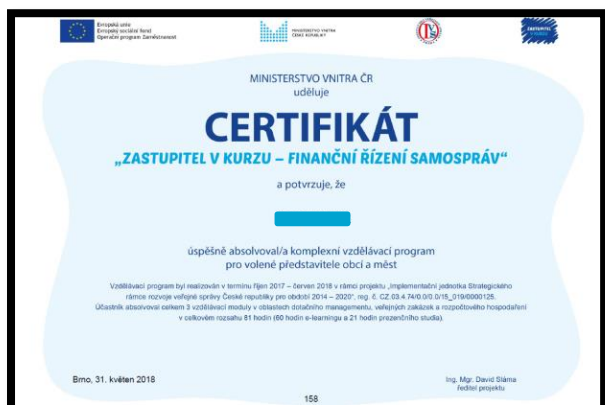 Evropská unie
Evropský sociální fond
Operační program Zaměstnanost
MINISTERSTVO VNITRA
ČESKÉ REPUBLIKY
ZASTUPITEL
V KURZU
MINISTERSTVO VNITRA ČR
uděluje
CERTIFIKÁT
„ZASTUPITEL V KURZU – FINANČNÍ ŘÍZENÍ SAMOSPRÁV“
a potvrzuje, že
úspěšně absolvoval/a komplexní vzdělávací program
pro volené představitele obcí a měst
Vzdělávací program byl realizován v termínu říjen 2017 – červen 2018 v rámci projektu „Implementační jednotka Strategického
rámce rozvoje veřejné správy České republiky pro období 2014 – 2020“, reg. č. CZ.03.4.74/0.0/0.0/15_019/0000125.
Účastník absolvoval celkem 3 vzdělávací moduly v oblastech dotačního managementu, veřejných zakázek a rozpočtového hospodaření
v celkovém rozsahu 81 hodin (60 hodin e-learningu a 21 hodin prezenčního studia).
Brno, 31. květen 2018
Ing. Mgr. David Sláma
ředitel projektu
158